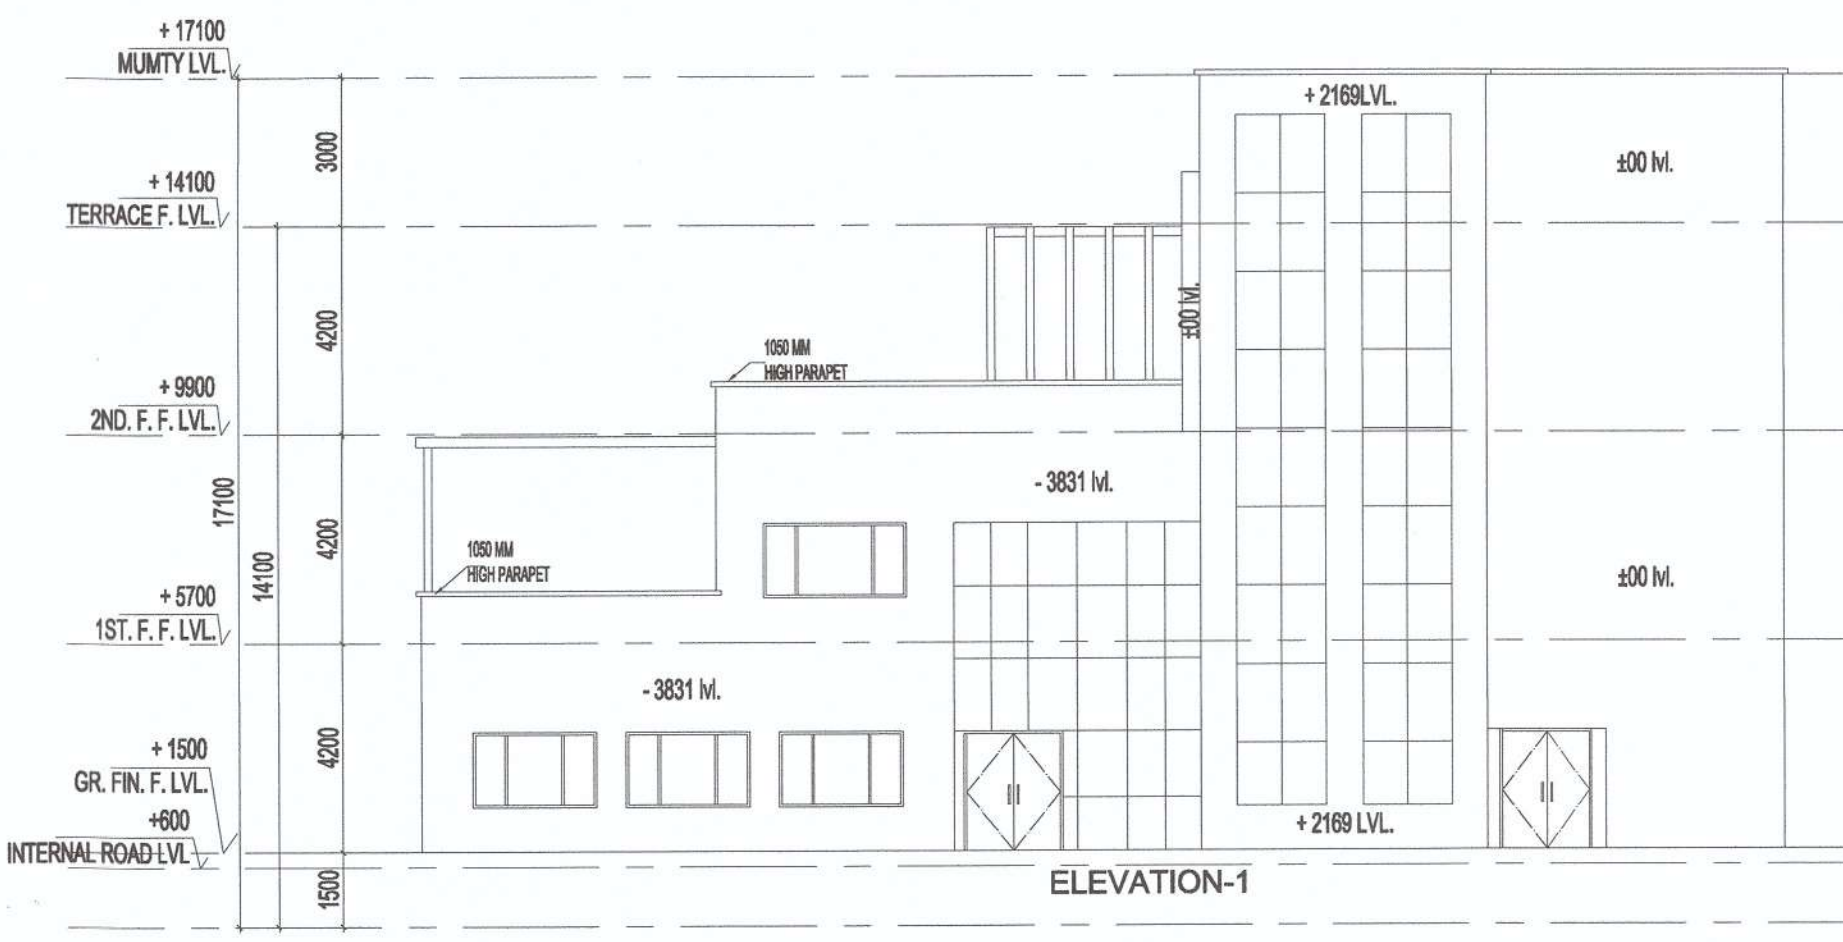 + 17100
MUMTY LVL.
+ 2169LVL.
3000
±00 lvl.
+ 14100
TERRACE F. LVL.
4200
±00 lvl.
1050 MM
HIGH PARAPET
+ 9900
2ND. F. F. LVL.
- 3831 lvl.
17100
4200
1050 MM
HIGH PARAPET
14100
±00 lvl.
+ 5700
1ST. F. F. LVL.
- 3831 lvl.
+ 1500
GR. FIN. F. LVL.
4200
+600
INTERNAL ROAD LVL
+ 2169 LVL.
1500
ELEVATION-1